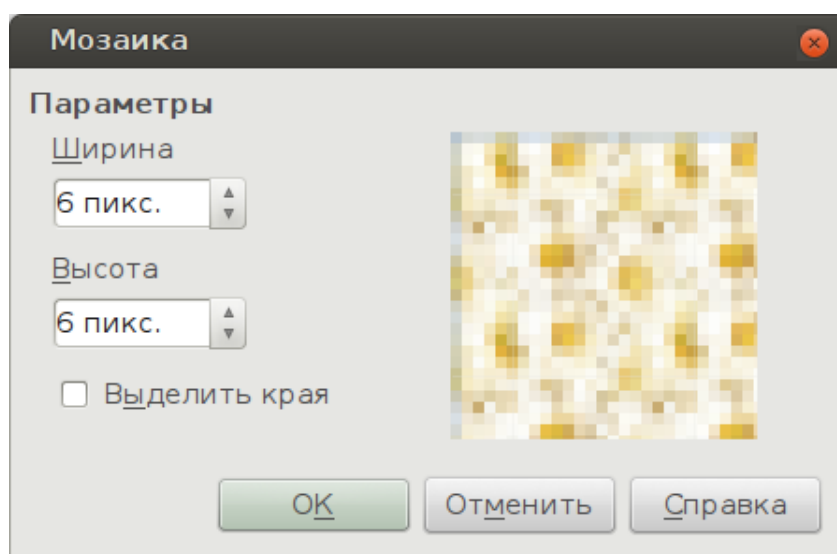 Мозаика
Параметры
Ширина
6 пикс.
Высота
6 пикс.
Выделить края
OK Отменить Справка